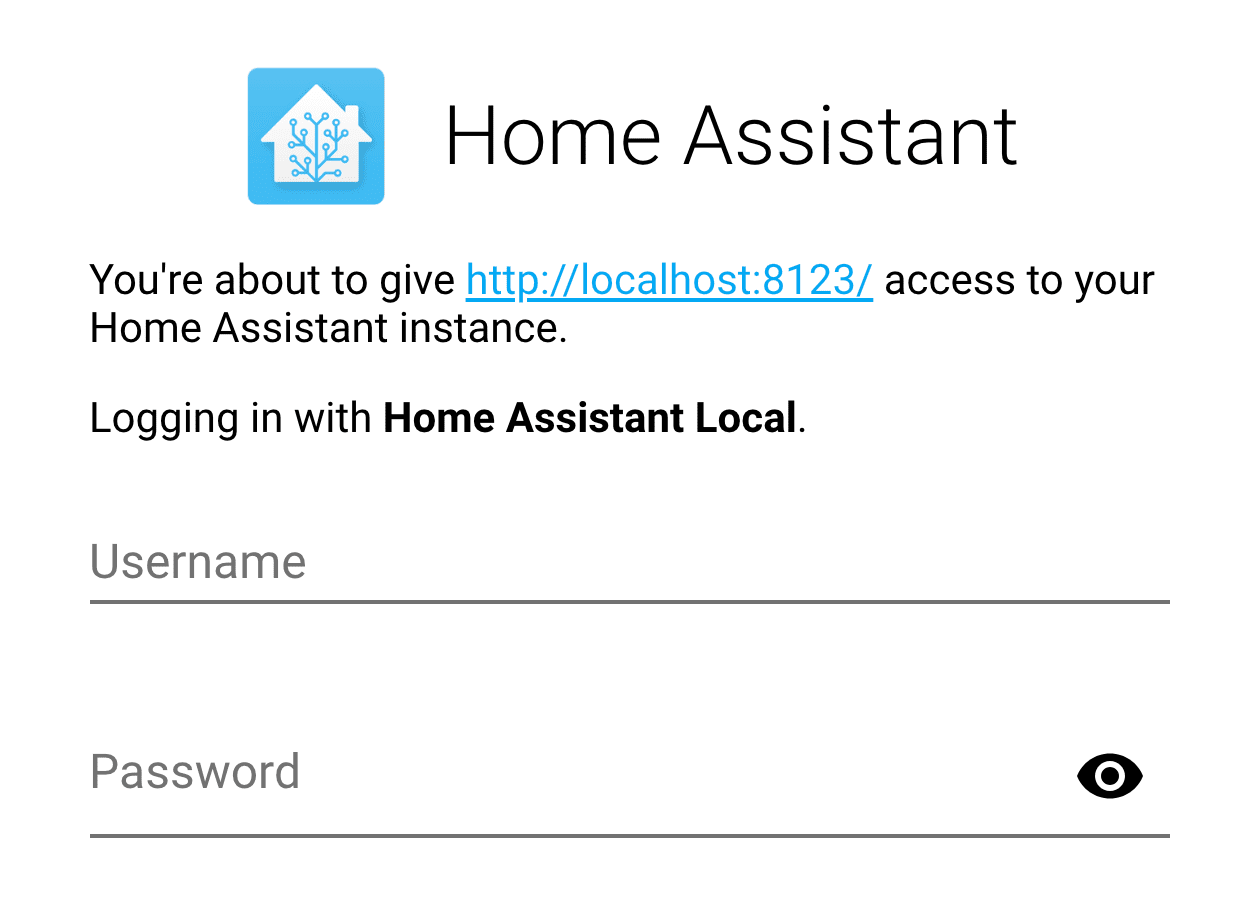 Home Assistant
You're about to give http://localhost:8123/ access to your
Home Assistant instance.
Logging in with Home Assistant Local.
Username
Password